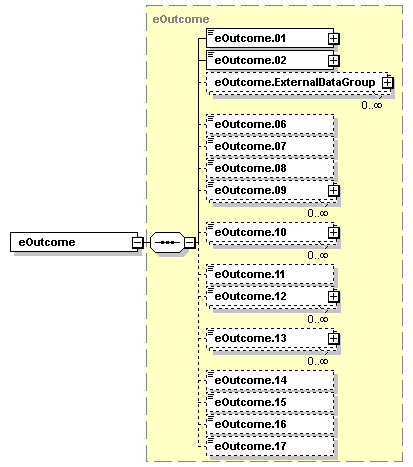 eOutcome
eOutcome.01
eOutcome.02
eOutcome.ExternalDataGroup
0..∞
eOutcome.06
eOutcome.07
eOutcome.08
eOutcome.09
0..∞
eOutcome.10
0..∞
eOutcome
eOutcome.11
eOutcome.12
0..∞
eOutcome.13
0..∞
eOutcome.14
eOutcome.15
eOutcome.16
eOutcome.17